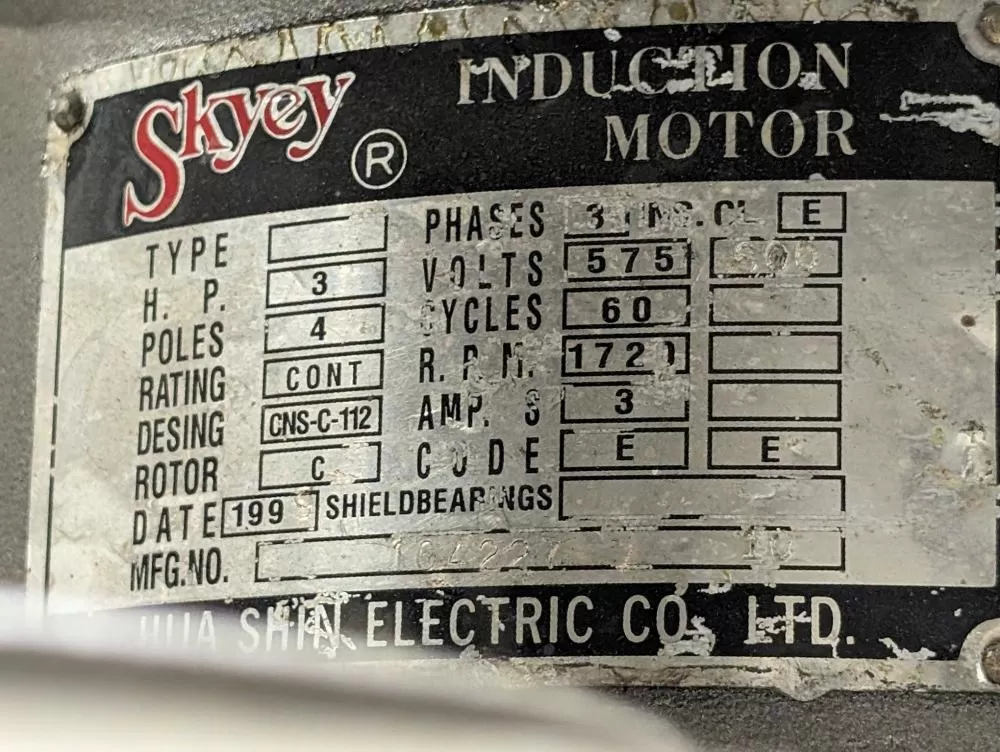 Skyey ® INDUCTION
MOTOR
TYPE
PHASES 3 INS.CL E
H. P. 3
VOLTS 575
POLES 4
CYCLES 60
RATING CONT
R. P. M. 1720
DESING CNS-C-112
AMP. S 3
ROTOR C
CODE E E
DATE 199
SHIELDBEARINGS
MFG.NO.
HUA SHIN ELECTRIC CO. LTD.